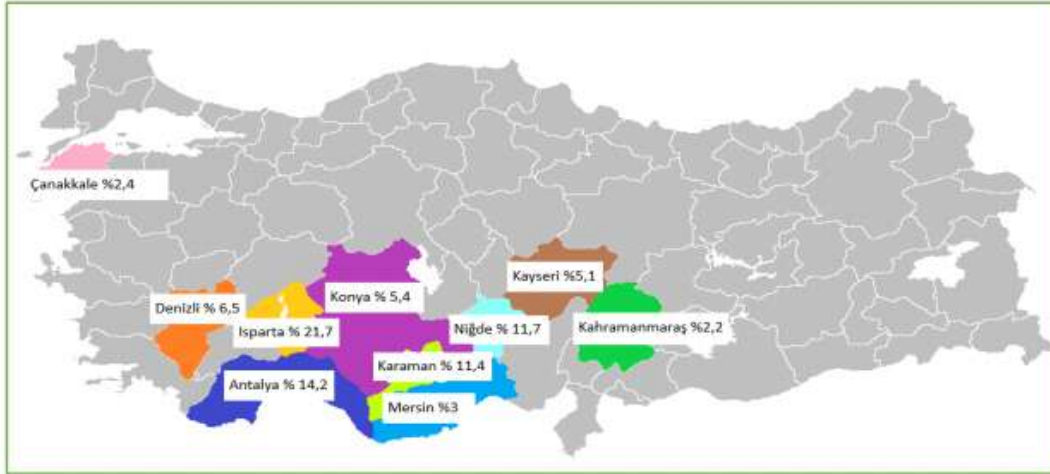 Çanakkale %2,4
Kayseri %5,1
Denizli % 6,5
Konya % 5,4
Isparta % 21,7
Niğde % 11,7
Kahramanmaraş %2,2
Karaman % 11,4
Antalya % 14,2
Mersin %3